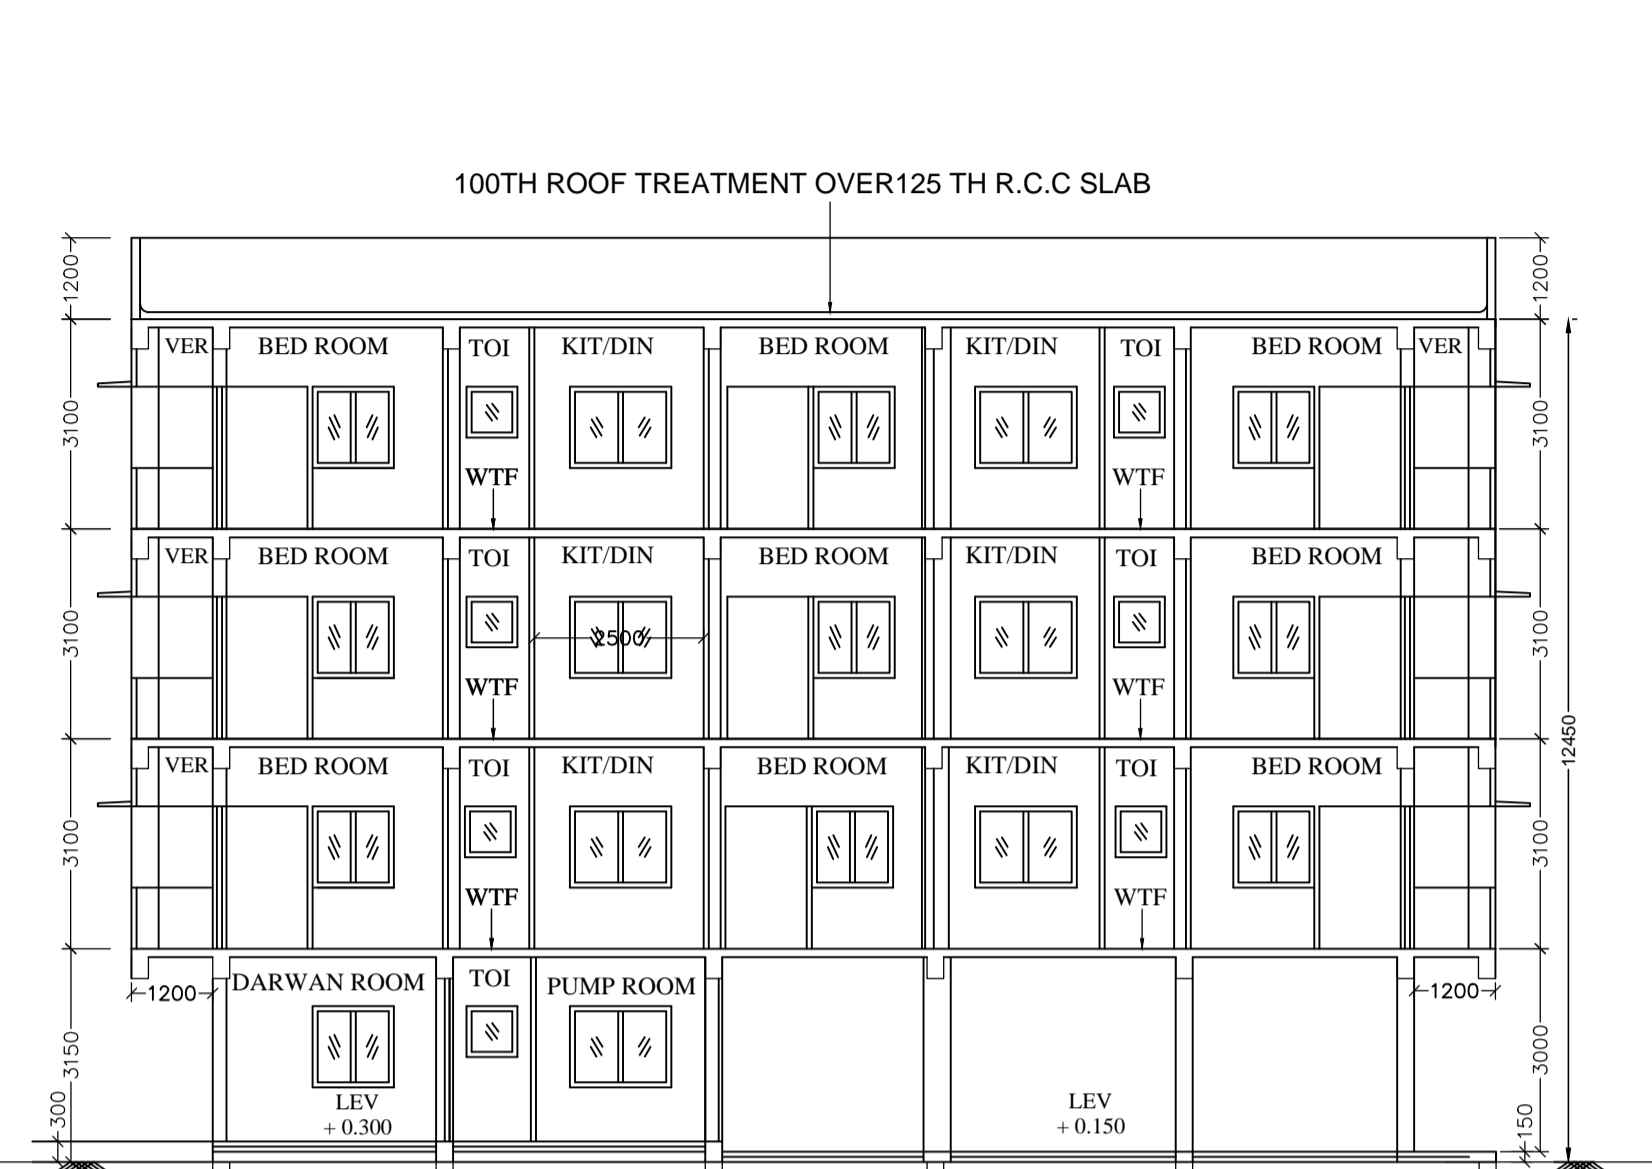 100TH ROOF TREATMENT OVER125 TH R.C.C SLAB
1200
1200
VER BED ROOM TOI KIT/DIN BED ROOM KIT/DIN TOI BED ROOM VER
3100
3100
WTF WTF
VER BED ROOM TOI KIT/DIN BED ROOM KIT/DIN TOI BED ROOM
3100
2500
3100
WTF WTF
12450
VER BED ROOM TOI KIT/DIN BED ROOM KIT/DIN TOI BED ROOM
3100
3100
WTF WTF
DARWAN ROOM TOI PUMP ROOM
1200
1200
3150
3000
300
LEV
+ 0.300
LEV
+ 0.150
150